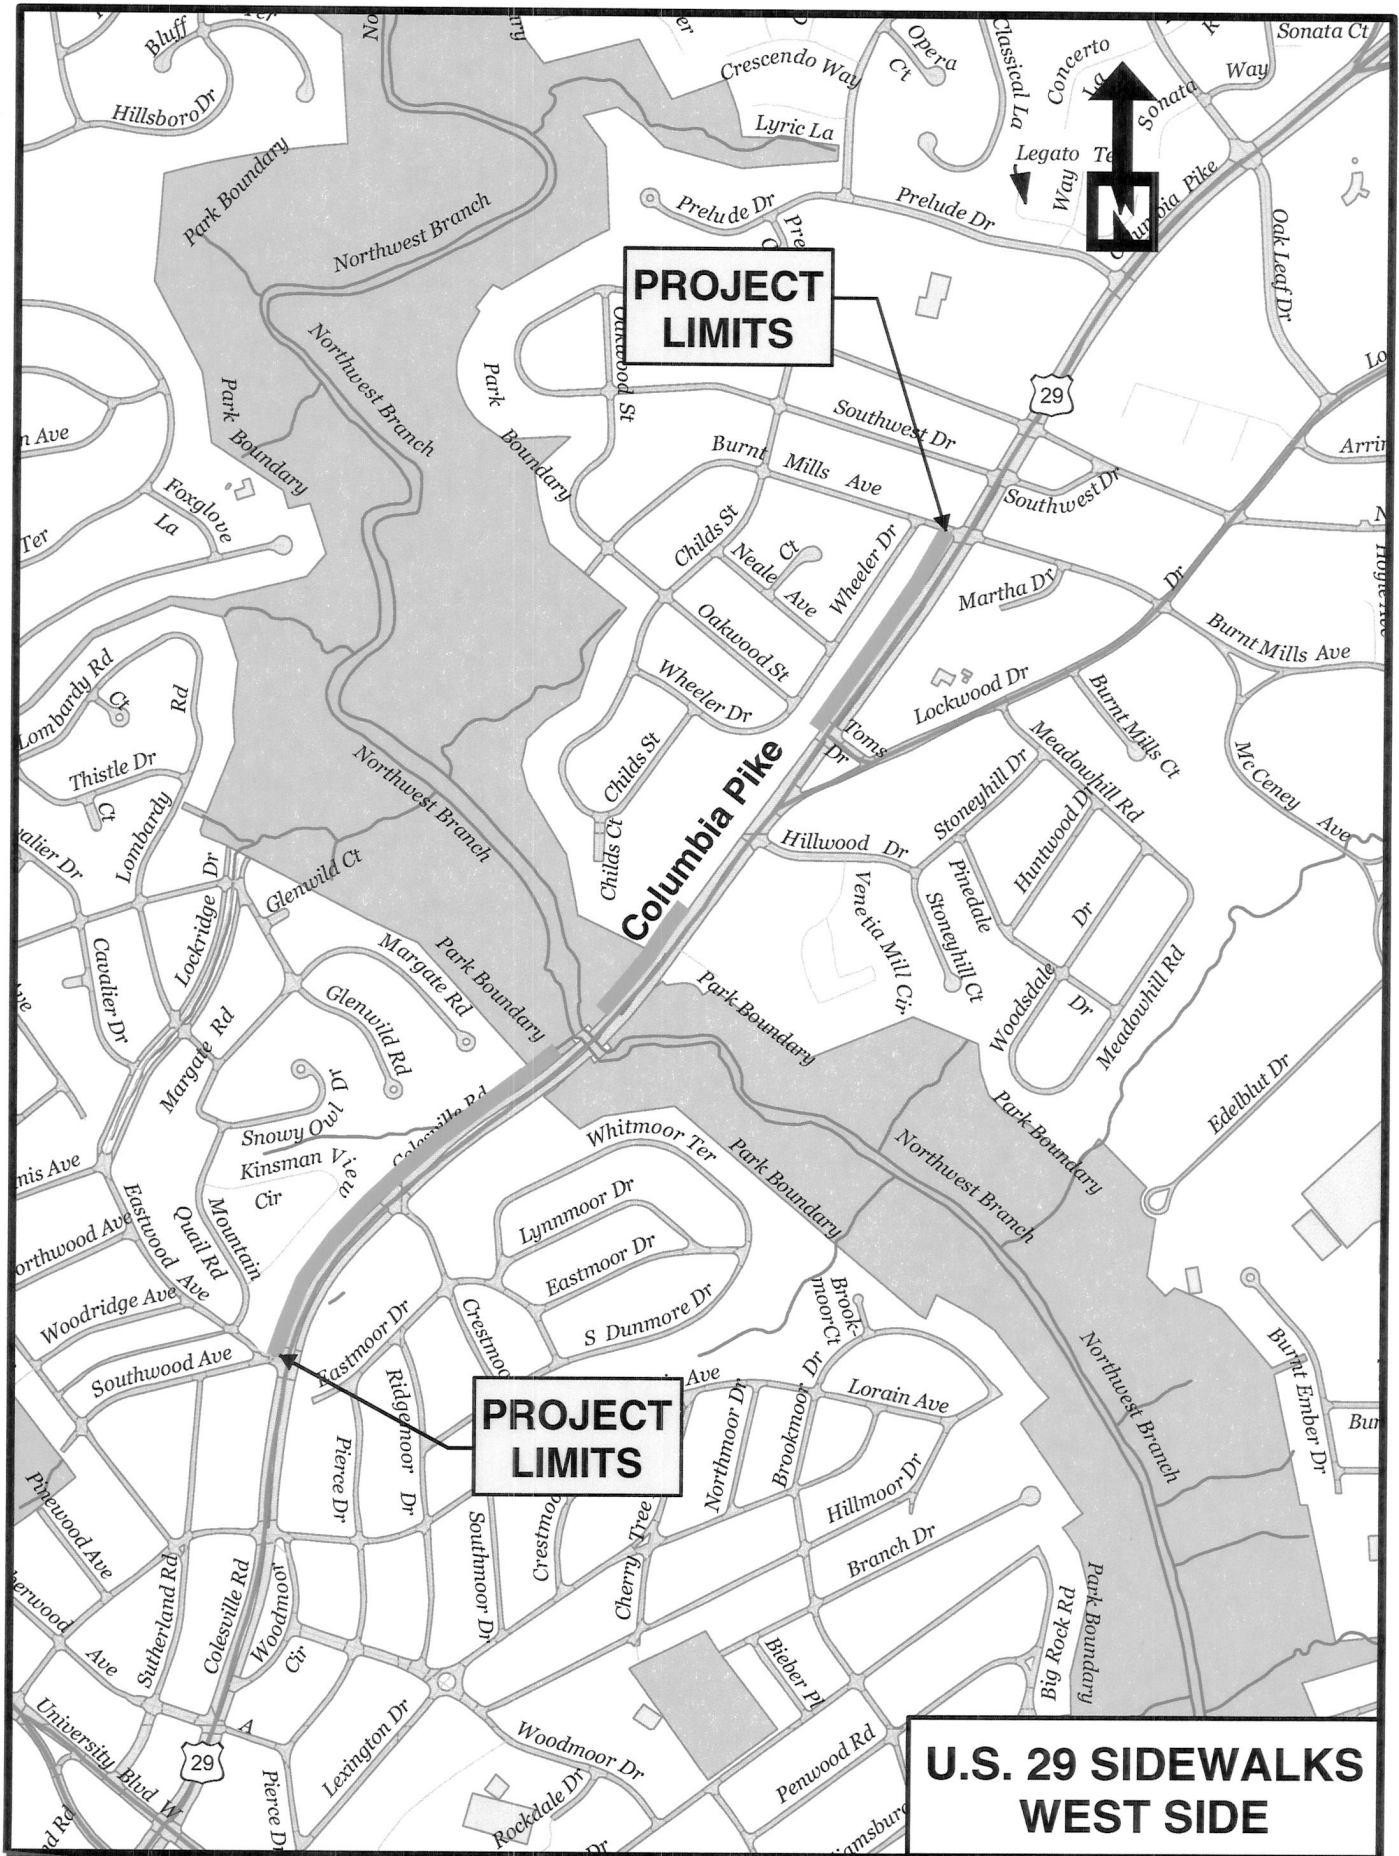 Bluff
Ter
Hillsboro Dr
Park Boundary
Northwest Branch
Crescendo Way
Opera
Ct
Classical La
Concerto
La
Sonata Ct
Way
Sonata
Lyric La
Legato
Way
N
Prelude Dr
Prelude Dr
Columbia Pike
Oak Leaf Dr
PROJECT
LIMITS
Oakwood St
29
Northwest Branch
Park
Boundary
Park
Boundary
Southwest Dr
Burnt Mills Ave
Southwest Dr
Foxglove
La
Ter
Childs St
Neale
Ct
Ave
Wheeler Dr
Martha Dr
Dr
Burnt Mills Ave
Oakwood St
Lombardy Rd
Ct
Rd
Wheeler Dr
Lockwood Dr
Burnt Mills Ct
Toms
Dr
Meadowhill Rd
McCeney
Ave
Thistle Dr
Ct
Northwest Branch
Childs St
Columbia Pike
Stoneyhill Dr
Huntwood Dr
Hillwood Dr
Lombardy
Dr
Glenwild Ct
Childs Ct
Venetia Mill Cir
Pinedale
Stoneyhill Ct
Dr
Lockridge
Cavalier Dr
Margate Rd
Park Boundary
Park Boundary
Woodsdale
Dr
Meadowhill Rd
Glenwild Rd
Margate Rd
Snowy Owl
Dr
Colesville Rd
Kinsman View
Cir
Whitmoor Ter
Park Boundary
Park Boundary
Northwest Branch
Edelblut Dr
Eastwood Ave
Quail Rd
Mountain
Lynnmoor Dr
Eastmoor Dr
S Dunmore Dr
Woodridge Ave
Southwood Ave
Eastmoor Dr
Brook-
moor Ct
Northwest Branch
Burnt Ember Dr
PROJECT
LIMITS
Ridgemoor Dr
Pierce Dr
Ave
Northmoor Dr
Brookmoor Dr
Lorain Ave
Hillmoor Dr
Branch Dr
Pinewood Ave
Southmoor Dr
Cherry Tree
Sutherland Rd
Colesville Rd
Woodmoor
Cir
Big Rock Rd
Park Boundary
Ave
Bieber Pl
University Blvd W
29
Lexington Dr
Woodmoor Dr
Penwood Rd
Rockdale Dr
Dr
U.S. 29 SIDEWALKS
WEST SIDE